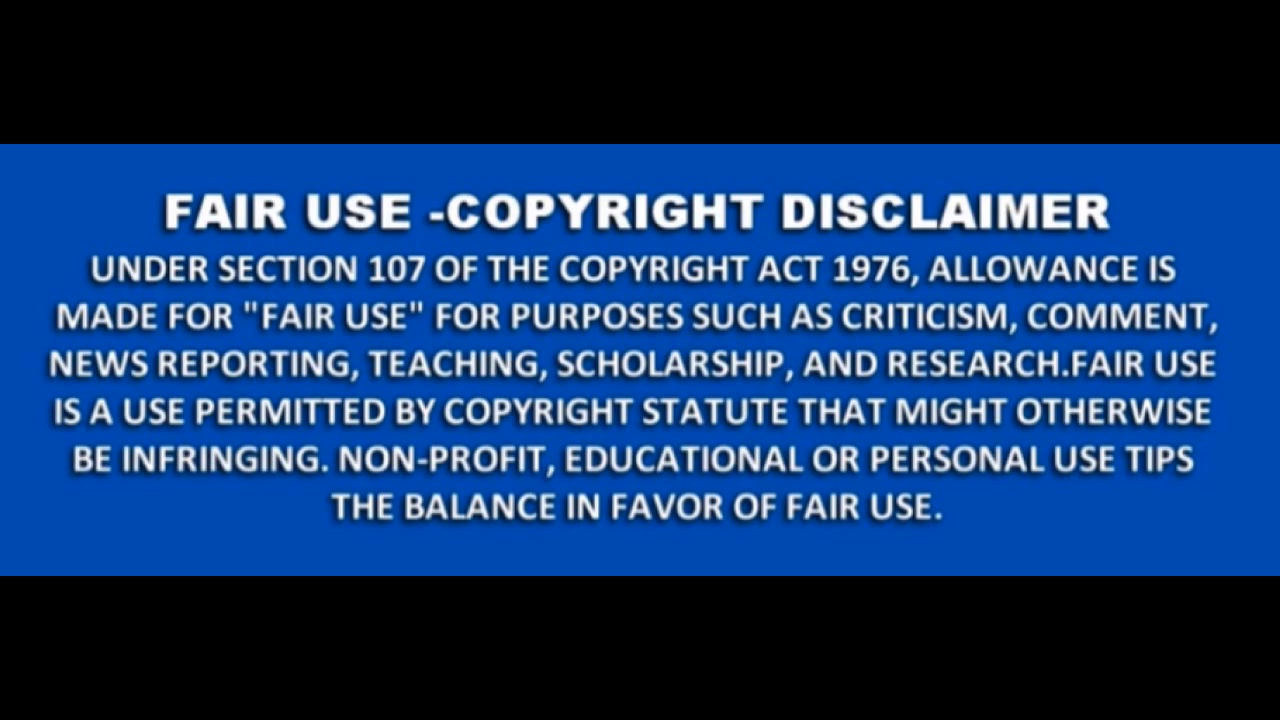 FAIR USE -COPYRIGHT DISCLAIMER
UNDER SECTION 107 OF THE COPYRIGHT ACT 1976, ALLOWANCE IS
MADE FOR "FAIR USE" FOR PURPOSES SUCH AS CRITICISM, COMMENT,
NEWS REPORTING, TEACHING, SCHOLARSHIP, AND RESEARCH.FAIR USE
IS A USE PERMITTED BY COPYRIGHT STATUTE THAT MIGHT OTHERWISE
BE INFRINGING. NON-PROFIT, EDUCATIONAL OR PERSONAL USE TIPS
THE BALANCE IN FAVOR OF FAIR USE.